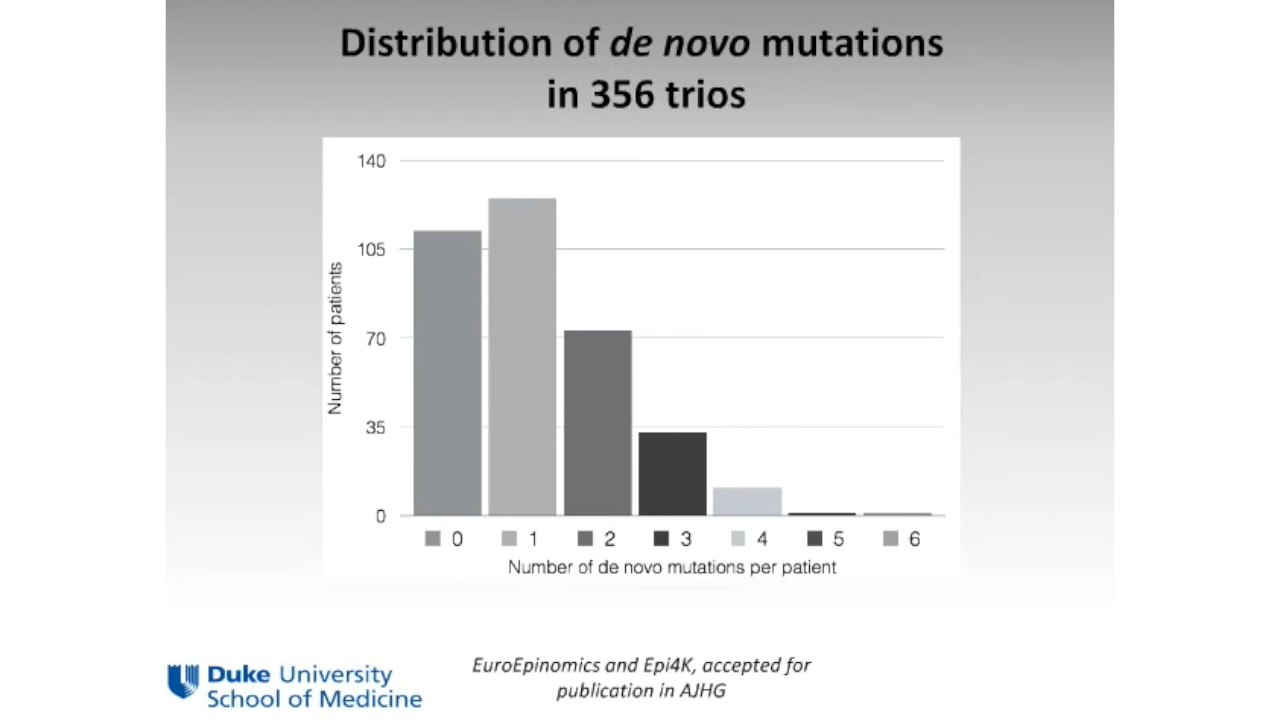 Distribution of de novo mutations
in 356 trios
140
105
70
35
0
Number of patients
0 1 2 3 4 5 6
Number of de novo mutations per patient
EuroEpinomics and Epi4K, accepted for
publication in AJHG
Duke University
School of Medicine